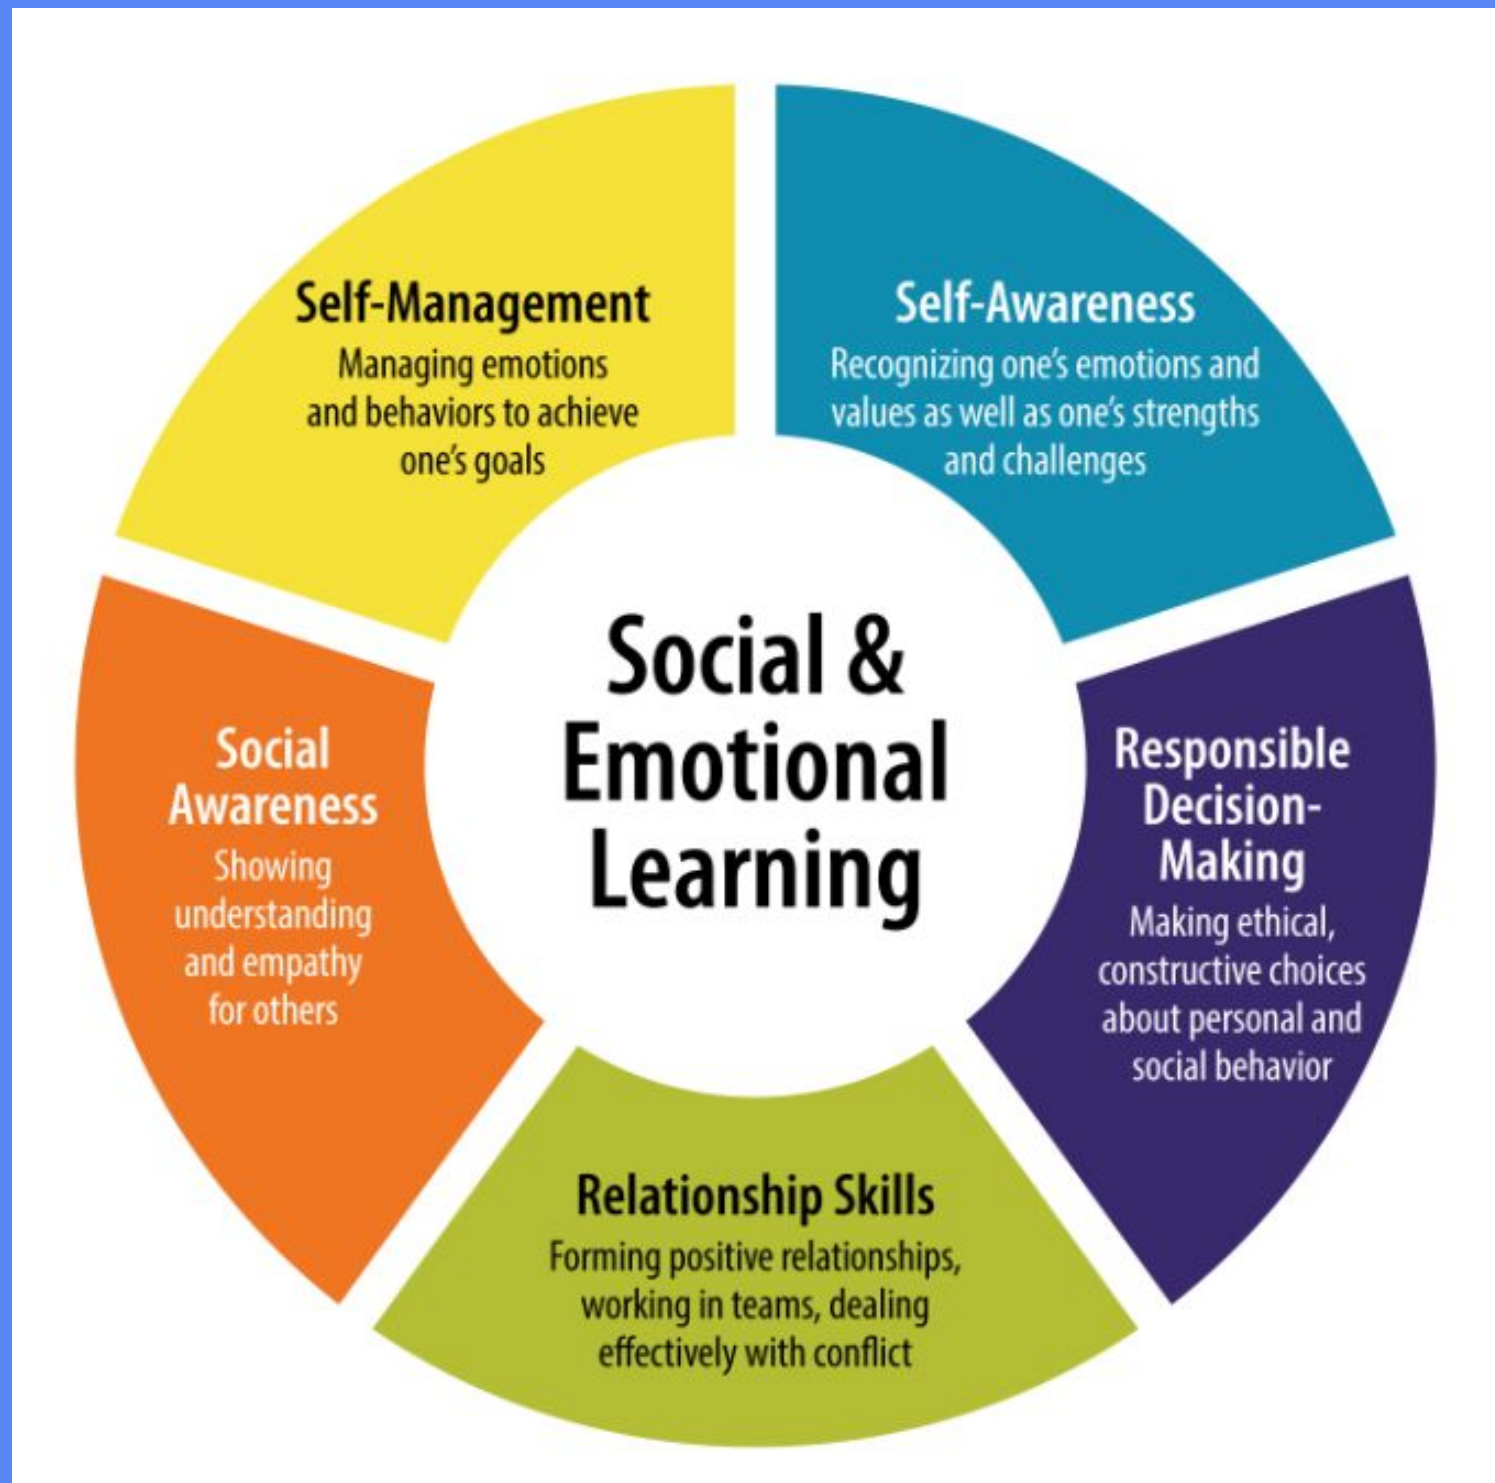 Self-Management
Managing emotions
and behaviors to achieve
one's goals
Self-Awareness
Recognizing one's emotions and
values as well as one's strengths
and challenges
Social &
Emotional
Learning
Social
Awareness
Showing
understanding
and empathy
for others
Responsible
Decision-
Making
Making ethical,
constructive choices
about personal and
social behavior
Relationship Skills
Forming positive relationships,
working in teams, dealing
effectively with conflict